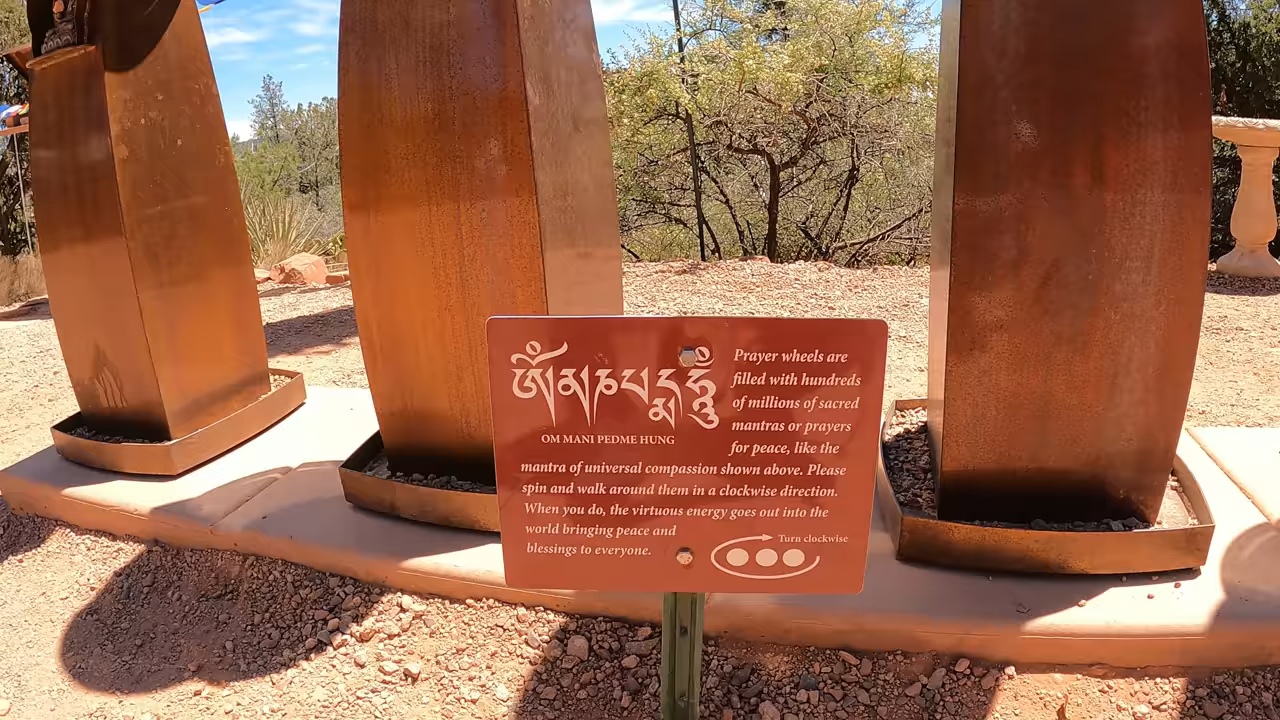 ༀ་མ་ཎི་པདྨེ་ཧཱུྃ
OM MANI PEDME HUNG
Prayer wheels are
filled with hundreds
of millions of sacred
mantras or prayers
for peace, like the
mantra of universal compassion shown above. Please
spin and walk around them in a clockwise direction.
When you do, the virtuous energy goes out into the
world bringing peace and
blessings to everyone.
Turn clockwise